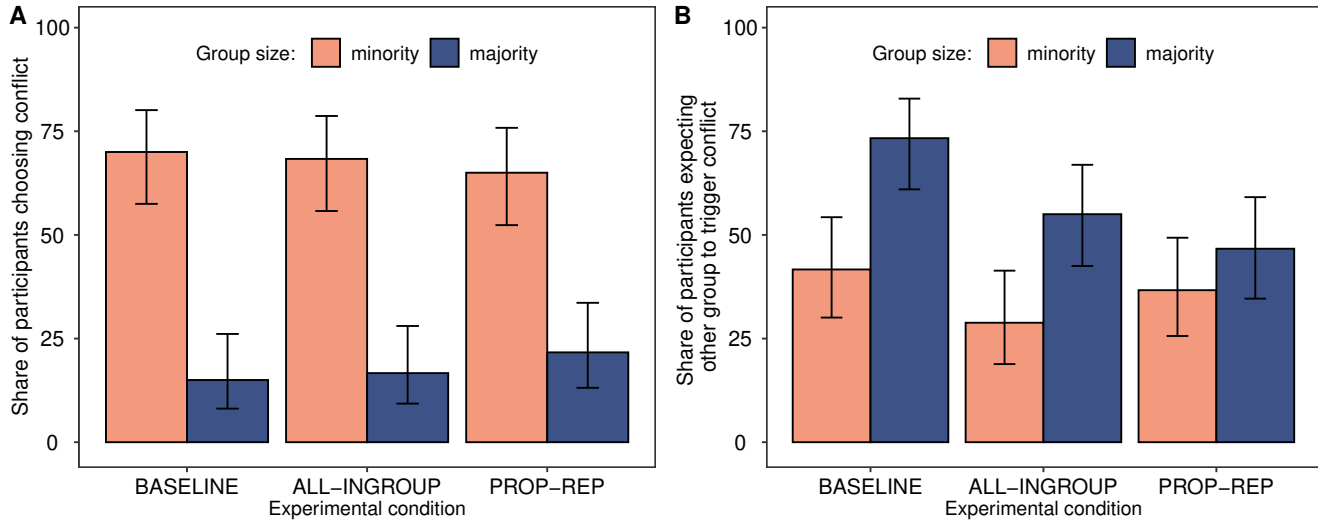 A
Share of participants choosing conflict
100
75
50
25
0
Group size: minority majority
BASELINE ALL−INGROUP PROP−REP
Experimental condition
B
Share of participants expecting
other group to trigger conflict
100
75
50
25
0
Group size: minority majority
BASELINE ALL−INGROUP PROP−REP
Experimental condition